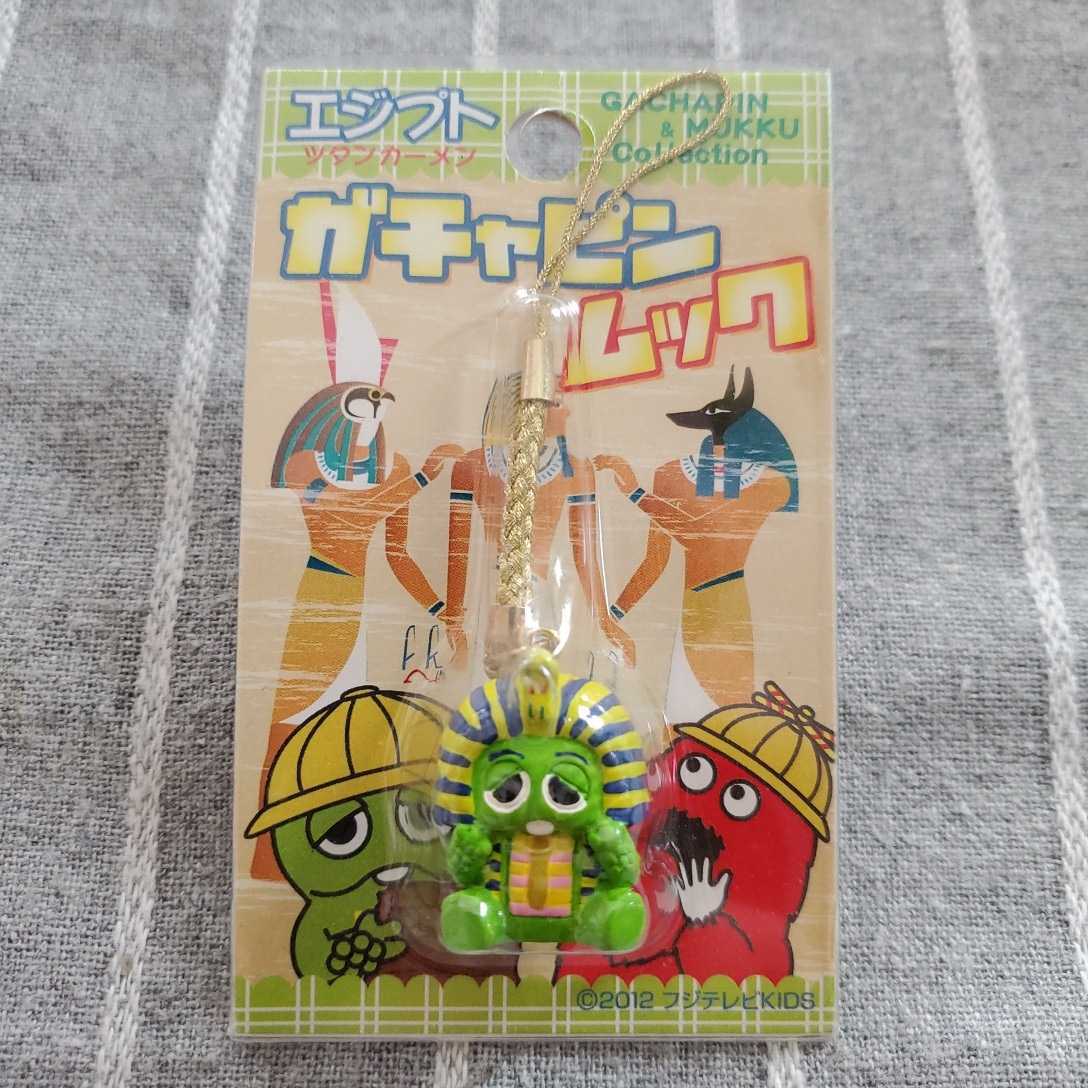 エジプト
ツタンカーメン
GACHAPIN
& MUKKU
Collection
ガチャピン
ムック
©2012 フジテレビKIDS